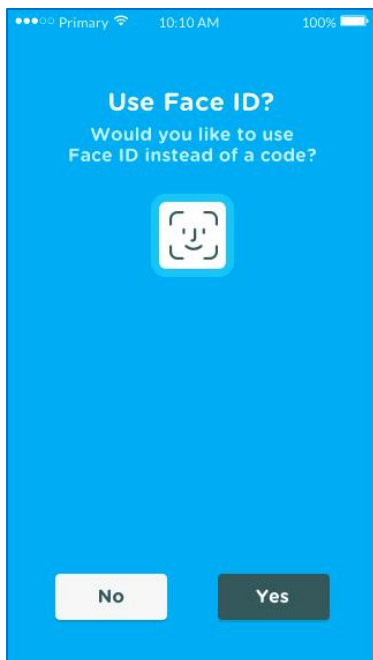 Primary 10:10 AM 100%
Use Face ID?
Would you like to use
Face ID instead of a code?
No Yes